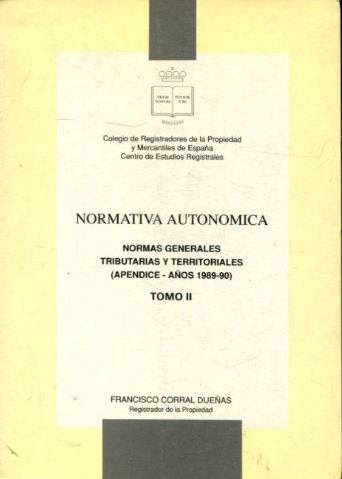 Colegio de Registradores de la Propiedad
y Mercantiles de España
Centro de Estudios Registrales
NORMATIVA AUTONOMICA
NORMAS GENERALES
TRIBUTARIAS Y TERRITORIALES
(APENDICE - AÑOS 1989-90)
TOMO II
FRANCISCO CORRAL DUEÑAS
Registrador de la Propiedad